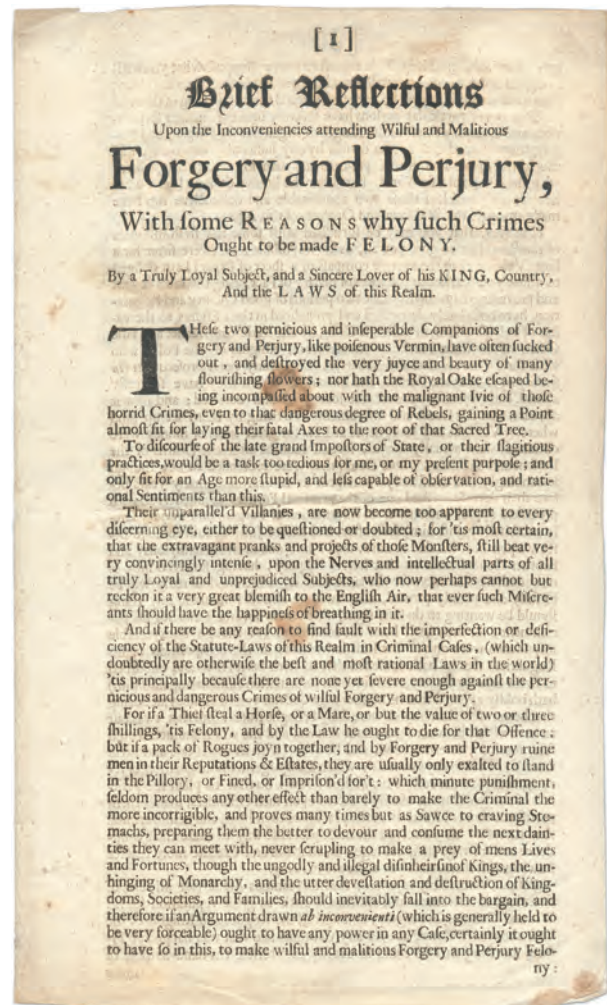 [ 1 ]
Brief Reflections
Upon the Inconveniencies attending Wilful and Malitious
Forgery and Perjury,
With ſome REASONS why ſuch Crimes
Ought to be made FELONY.
By a Truly Loyal Subject, and a Sincere Lover of his KING, Country,
And the LAWS of this Realm.
THeſe two pernicious and inſeperable Companions of For-
gery and Perjury, like poiſenous Vermin, have often ſucked
out , and deſtroyed the very juyce and beauty of many
flouriſhing flowers ; nor hath the Royal Oake eſcaped be-
ing incompaſſed about with the malignant Ivie of thoſe
horrid Crimes, even to that dangerous degree of Rebels, gaining a Point
almoſt fit for laying their fatal Axes to the root of that Sacred Tree.
To diſcourſe of the late grand Impoſtors of State , or their flagitious
practices, would be a task too tedious for me, or my preſent purpoſe ; and
only fit for an Age more ſtupid, and leſs capable of obſervation, and rati-
onal Sentiments than this.
Their unparallel'd Villanies , are now become too apparent to every
diſcerning eye, either to be queſtioned or doubted ; for 'tis moſt certain,
that the extravagant pranks and projects of thoſe Monſters, ſtill beat ve-
ry convincingly intenſe , upon the Nerves and intellectual parts of all
truly Loyal and unprejudiced Subjects, who now perhaps cannot but
reckon it a very great blemiſh to the Engliſh Air, that ever ſuch Miſcre-
ants ſhould have the happineſs of breathing in it.
And if there be any reaſon to find fault with the imperfection or defi-
ciency of the Statute-Laws of this Realm in Criminal Caſes , (which un-
doubtedly are otherwiſe the beſt and moſt rational Laws in the world)
'tis principally becauſe there are none yet ſevere enough againſt the per-
nicious and dangerous Crimes of wilful Forgery and Perjury.
For if a Thief ſteal a Horſe, or a Mare, or but the value of two or three
ſhillings, 'tis Felony, and by the Law he ought to die for that Offence :
but if a pack of Rogues joyn together, and by Forgery and Perjury ruine
men in their Reputations & Eſtates, they are uſually only exalted to ſtand
in the Pillory, or Fined, or Impriſon'd for't : which minute puniſhment,
ſeldom produces any other effect than barely to make the Criminal the
more incorrigible, and proves many times but as Sawce to craving Sto-
machs, preparing them the better to devour and conſume the next dain-
ties they can meet with, never ſcrupling to make a prey of mens Lives
and Fortunes, though the ungodly and illegal diſinheirſinof Kings, the un-
hinging of Monarchy, and the utter devеſtation and deſtruction of King-
doms, Societies, and Families, ſhould inevitably fall into the bargain, and
therefore if an Argument drawn ab inconvenienti (which is generally held to
be very forceable) ought to have any power in any Caſe, certainly it ought
to have ſo in this, to make wilful and malitious Forgery and Perjury Felo-
ny :